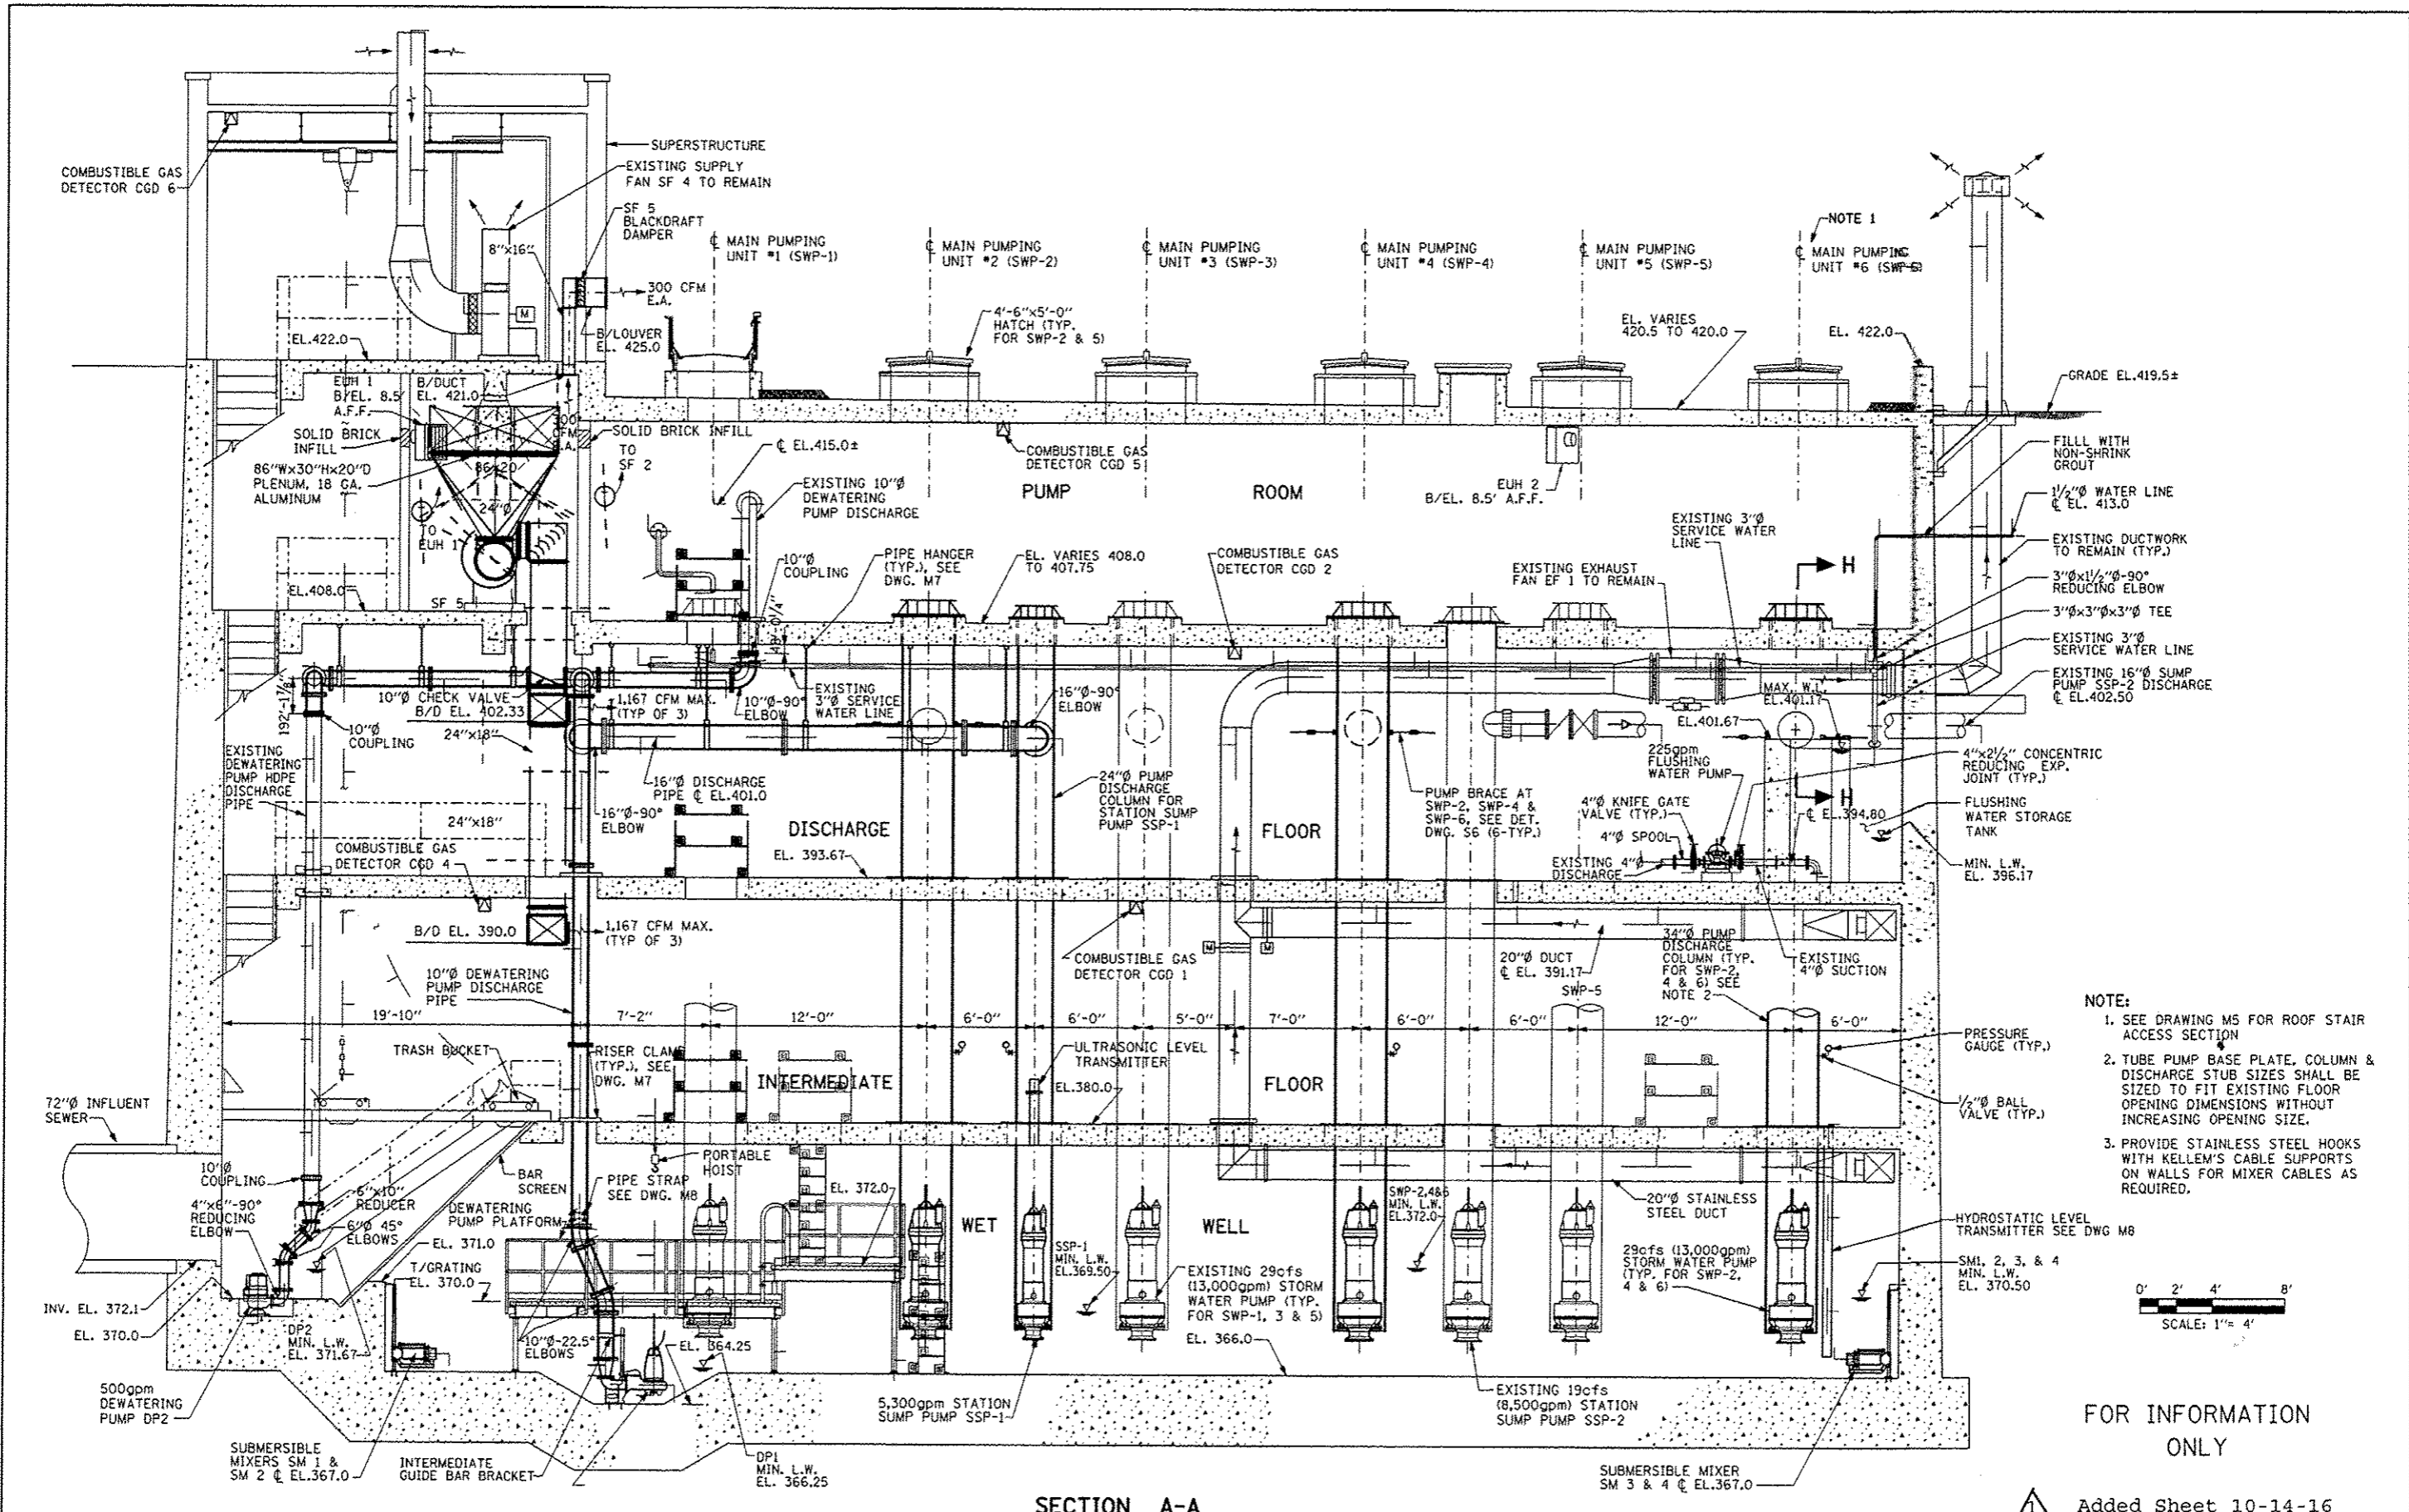 COMBUSTIBLE GAS
DETECTOR CGD 6
SUPERSTRUCTURE
EXISTING SUPPLY
FAN SF 4 TO REMAIN
SF 5
BLACKDRAFT
DAMPER
8"x16"
M
300 CFM
E.A.
B/LOUVER
EL. 425.0
EL.422.0
℄ MAIN PUMPING
UNIT #1 (SWP-1)
℄ MAIN PUMPING
UNIT #2 (SWP-2)
℄ MAIN PUMPING
UNIT #3 (SWP-3)
℄ MAIN PUMPING
UNIT #4 (SWP-4)
℄ MAIN PUMPING
UNIT #5 (SWP-5)
NOTE 1
℄ MAIN PUMPING
UNIT #6 (SWP-6)
4'-6"x5'-0"
HATCH (TYP.
FOR SWP-2 & 5)
EL. VARIES
420.5 TO 420.0
EL. 422.0
GRADE EL.419.5±
EUH 1
B/EL. 8.5'
A.F.F.
B/DUCT
EL. 421.0
SOLID BRICK
INFILL
300
CFM
E.A.
SOLID BRICK INFILL
TO
SF 2
86"Wx30"Hx20"D
PLENUM, 18 GA.
ALUMINUM
86x20
24"Ø
TO
EUH 1
℄ EL.415.0±
COMBUSTIBLE GAS
DETECTOR CGD 5
PUMP ROOM
EUH 2
B/EL. 8.5' A.F.F.
FILLL WITH
NON-SHRINK
GROUT
1½"Ø WATER LINE
℄ EL. 413.0
EXISTING 10"Ø
DEWATERING
PUMP DISCHARGE
EXISTING 3"Ø
SERVICE WATER
LINE
EXISTING DUCTWORK
TO REMAIN (TYP.)
EL.408.0
SF 5
10"Ø
COUPLING
PIPE HANGER
(TYP.), SEE
DWG. M7
EL. VARIES 408.0
TO 407.75
COMBUSTIBLE GAS
DETECTOR CGD 2
EXISTING EXHAUST
FAN EF 1 TO REMAIN
H
3"Øx1½"Ø-90°
REDUCING ELBOW
3"Øx3"Øx3"Ø TEE
EXISTING 3"Ø
SERVICE WATER LINE
EXISTING 16"Ø SUMP
PUMP SSP-2 DISCHARGE
℄ EL.402.50
10"Ø CHECK VALVE
B/D EL. 402.33
1,167 CFM MAX.
(TYP OF 3)
10"Ø-90°
ELBOW
EXISTING
3"Ø SERVICE
WATER LINE
16"Ø-90°
ELBOW
M
MAX. W.L.
EL.401.17
EL.401.67
10"Ø
COUPLING
24"x18"
EXISTING
DEWATERING
PUMP HDPE
DISCHARGE
PIPE
16"Ø DISCHARGE
PIPE ℄ EL.401.0
24"Ø PUMP
DISCHARGE
COLUMN FOR
STATION SUMP
PUMP SSP-1
225gpm
FLUSHING
WATER PUMP
4"x2½" CONCENTRIC
REDUCING EXP.
JOINT (TYP.)
16"Ø-90°
ELBOW
PUMP BRACE AT
SWP-2, SWP-4 &
SWP-6, SEE DET.
DWG. S6 (6-TYP.)
4"Ø KNIFE GATE
VALVE (TYP.)
H
24"x18"
DISCHARGE FLOOR
4"Ø SPOOL
℄ EL.394.80
FLUSHING
WATER STORAGE
TANK
COMBUSTIBLE GAS
DETECTOR CGD 4
EL. 393.67
EXISTING 4"Ø
DISCHARGE
MIN. L.W.
EL. 396.17
B/D EL. 390.0
1,167 CFM MAX.
(TYP OF 3)
M
M
COMBUSTIBLE GAS
DETECTOR CGD 1
20"Ø DUCT
℄ EL. 391.17
SWP-5
34"Ø PUMP
DISCHARGE
COLUMN (TYP.
FOR SWP-2,
4 & 6) SEE
NOTE 2
EXISTING
4"Ø SUCTION
10"Ø DEWATERING
PUMP DISCHARGE
PIPE
19'-10" 7'-2" 12'-0" 6'-0" 6'-0" 5'-0" 7'-0" 6'-0" 6'-0" 12'-0" 6'-0"
TRASH BUCKET
RISER CLAMP
(TYP.), SEE
DWG. M7
ULTRASONIC LEVEL
TRANSMITTER
PRESSURE
GAUGE (TYP.)
INTERMEDIATE FLOOR
EL.380.0
½"Ø BALL
VALVE (TYP.)
72"Ø INFLUENT
SEWER
NOTE:
1. SEE DRAWING M5 FOR ROOF STAIR
ACCESS SECTION
2. TUBE PUMP BASE PLATE, COLUMN &
DISCHARGE STUB SIZES SHALL BE
SIZED TO FIT EXISTING FLOOR
OPENING DIMENSIONS WITHOUT
INCREASING OPENING SIZE.
3. PROVIDE STAINLESS STEEL HOOKS
WITH KELLEM'S CABLE SUPPORTS
ON WALLS FOR MIXER CABLES AS
REQUIRED.
10"Ø
COUPLING
BAR
SCREEN
PORTABLE
HOIST
PIPE STRAP
SEE DWG. M8
EL. 372.0
4"x6"-90°
REDUCING
ELBOW
6"x10"
REDUCER
6"Ø 45°
ELBOWS
DEWATERING
PUMP PLATFORM
WET WELL
SWP-2,4&6
MIN. L.W.
EL.372.0
20"Ø STAINLESS
STEEL DUCT
HYDROSTATIC LEVEL
TRANSMITTER SEE DWG M8
EL. 371.0
T/GRATING
EL. 370.0
SSP-1
MIN. L.W.
EL.369.50
EXISTING 29cfs
(13,000gpm) STORM
WATER PUMP (TYP.
FOR SWP-1, 3 & 5)
29cfs (13,000gpm)
STORM WATER PUMP
(TYP. FOR SWP-2,
4 & 6)
SM1, 2, 3, & 4
MIN. L.W.
EL. 370.50
INV. EL. 372.1
EL. 370.0
DP2
MIN. L.W.
EL. 371.67
10"Ø-22.5°
ELBOWS
EL. 364.25
EL. 366.0
0' 2' 4' 8'
SCALE: 1"= 4'
500gpm
DEWATERING
PUMP DP2
5,300gpm STATION
SUMP PUMP SSP-1
EXISTING 19cfs
(8,500gpm) STATION
SUMP PUMP SSP-2
SUBMERSIBLE
MIXERS SM 1 &
SM 2 ℄ EL.367.0
INTERMEDIATE
GUIDE BAR BRACKET
DP1
MIN. L.W.
EL. 366.25
SUBMERSIBLE MIXER
SM 3 & 4 ℄ EL.367.0
FOR INFORMATION
ONLY
SECTION A-A
1 Added Sheet 10-14-16